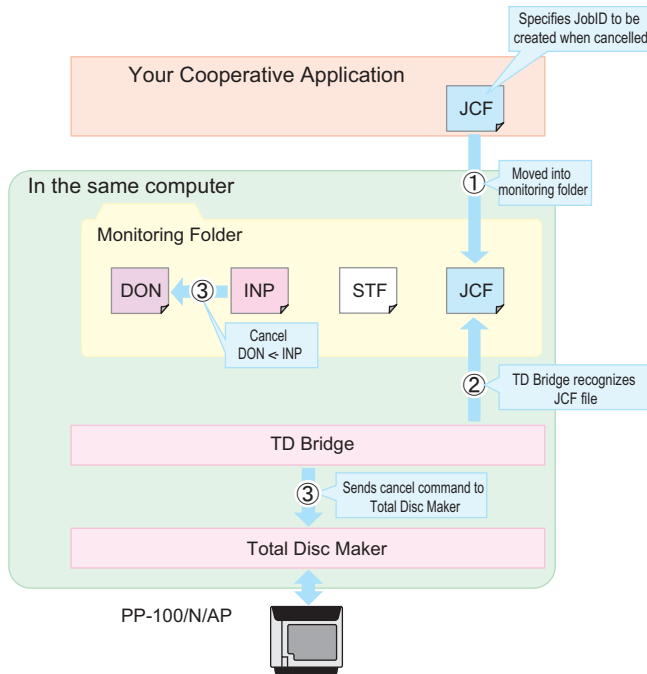 Specifies JobID to be
created when cancelled
Your Cooperative Application
JCF
①
Moved into
monitoring folder
In the same computer
Monitoring Folder
DON
③
INP
STF
JCF
Cancel
DON <- INP
②
TD Bridge recognizes
JCF file
TD Bridge
③
Sends cancel command to
Total Disc Maker
Total Disc Maker
PP-100/N/AP